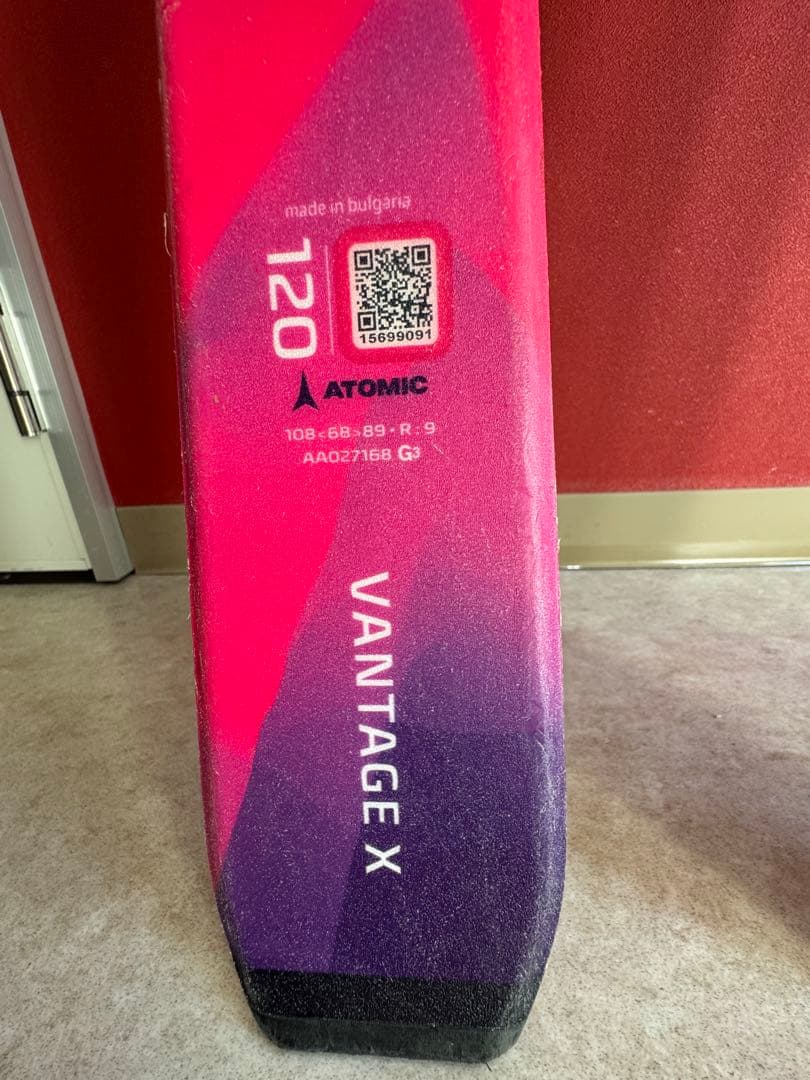 made in bulgaria
120
15699091
ATOMIC
108<68>89 • R : 9
AA027168 G3
VANTAGE X